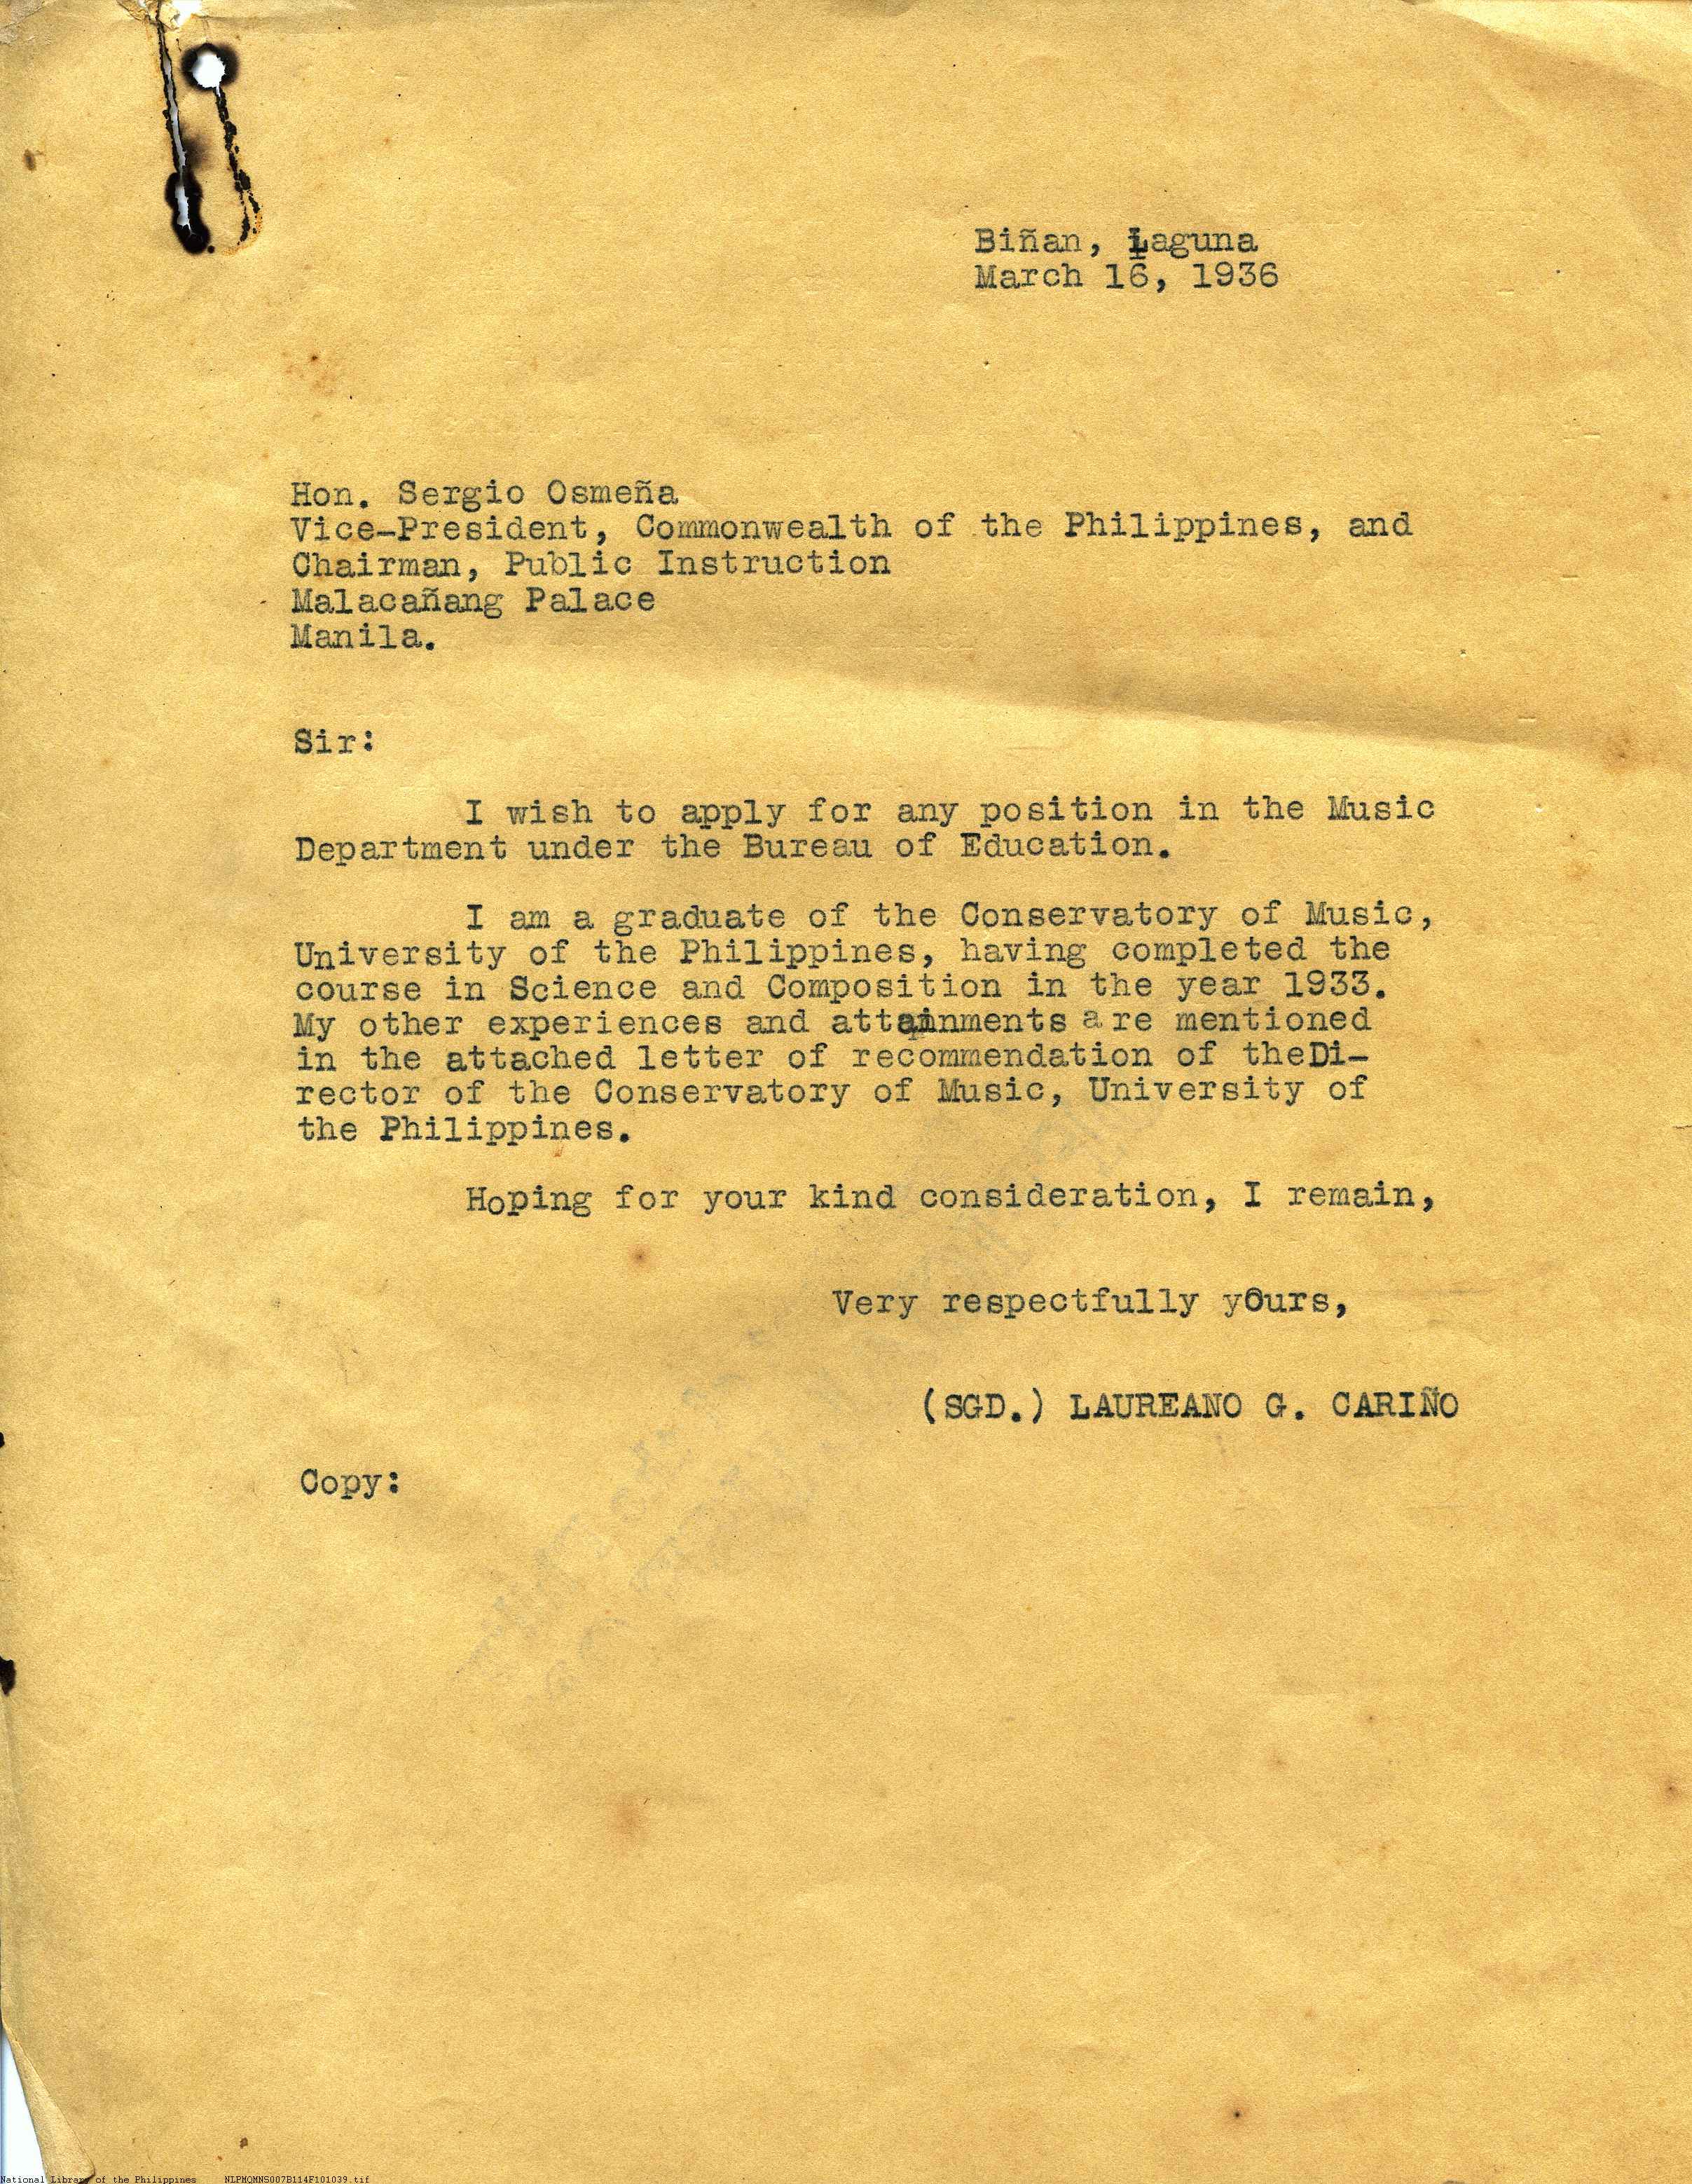 Biñan, Laguna
March 16, 1936
Hon. Sergio Osmeña
Vice-President, Commonwealth of the Philippines, and
Chairman, Public Instruction
Malacañang Palace
Manila.
Sir:
I wish to apply for any position in the Music
Department under the Bureau of Education.
I am a graduate of the Conservatory of Music,
University of the Philippines, having completed the
course in Science and Composition in the year 1933.
My other experiences and attainments are mentioned
in the attached letter of recommendation of theDi-
rector of the Conservatory of Music, University of
the Philippines.
Hoping for your kind consideration, I remain,
Very respectfully yours,
(SGD.) LAUREANO G. CARIÑO
Copy:
National Library of the Philippines NLPMQMNS007B114F101039.tif